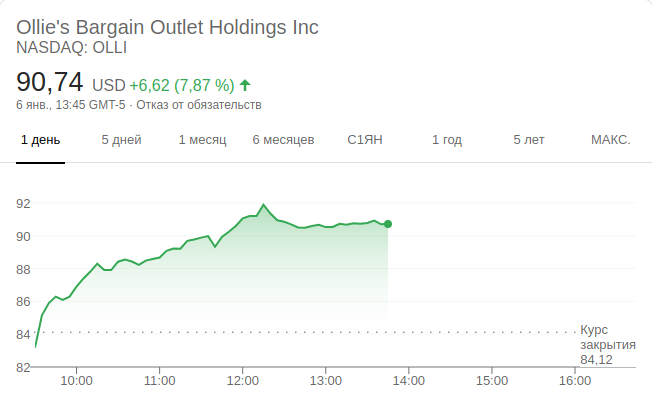 Ollie's Bargain Outlet Holdings Inc
NASDAQ: OLLI
90,74 USD +6,62 (7,87 %)
6 янв., 13:45 GMT-5 · Отказ от обязательств
1 день 5 дней 1 месяц 6 месяцев С1ЯН 1 год 5 лет МАКС.
92
90
88
86
84
82
Курс
закрытия
84,12
10:00 11:00 12:00 13:00 14:00 15:00 16:00